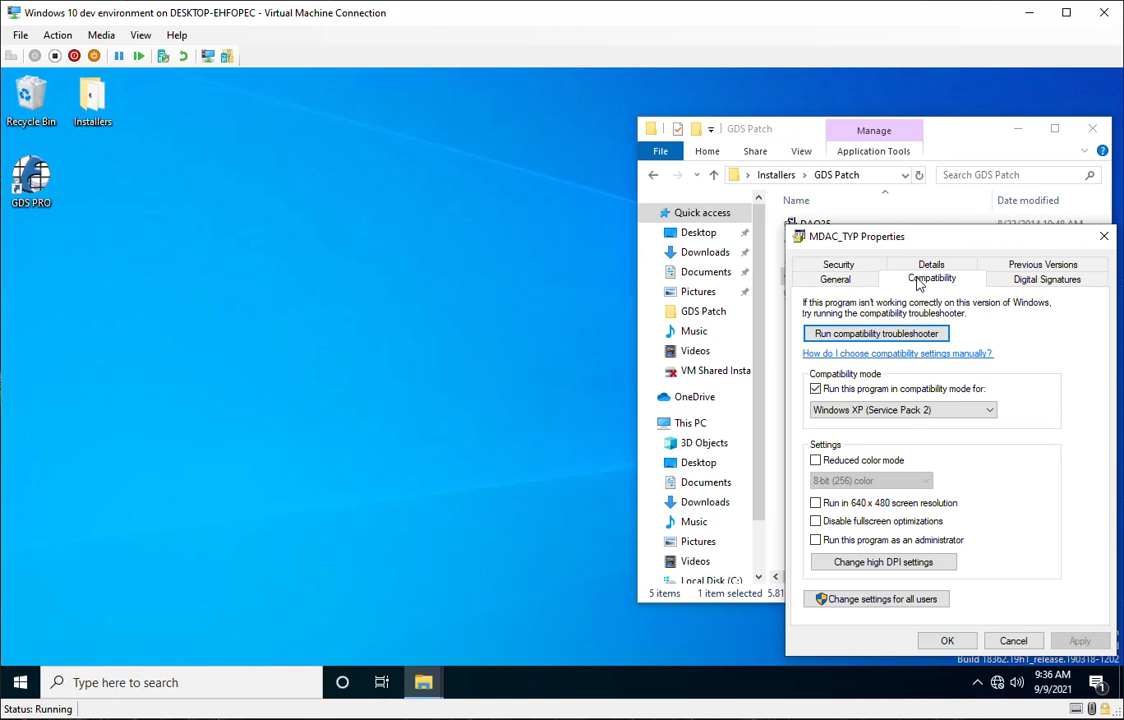 Windows 10 dev environment on DESKTOP-EHFOPEC - Virtual Machine Connection
File Action Media View Help
Recycle Bin
Installers
GDS PRO
GDS Patch
Manage
File Home Share View Application Tools
Installers > GDS Patch
Search GDS Patch
Name
Date modified
Quick access
Desktop
Downloads
Documents
Pictures
GDS Patch
Music
Videos
VM Shared Insta
OneDrive
This PC
3D Objects
Desktop
Documents
Downloads
Music
Pictures
Videos
Local Disk (C:)
5 items 1 item selected 5.81
MDAC_TYP Properties
Security Details Previous Versions
General Compatibility Digital Signatures
If this program isn't working correctly on this version of Windows,
try running the compatibility troubleshooter.
Run compatibility troubleshooter
How do I choose compatibility settings manually?
Compatibility mode
Run this program in compatibility mode for:
Windows XP (Service Pack 2)
Settings
Reduced color mode
8-bit (256) color
Run in 640 x 480 screen resolution
Disable fullscreen optimizations
Run this program as an administrator
Change high DPI settings
Change settings for all users
OK Cancel Apply
Build 18362.19h1_release.190318-1202
Type here to search
9:36 AM
9/9/2021
1
Status: Running